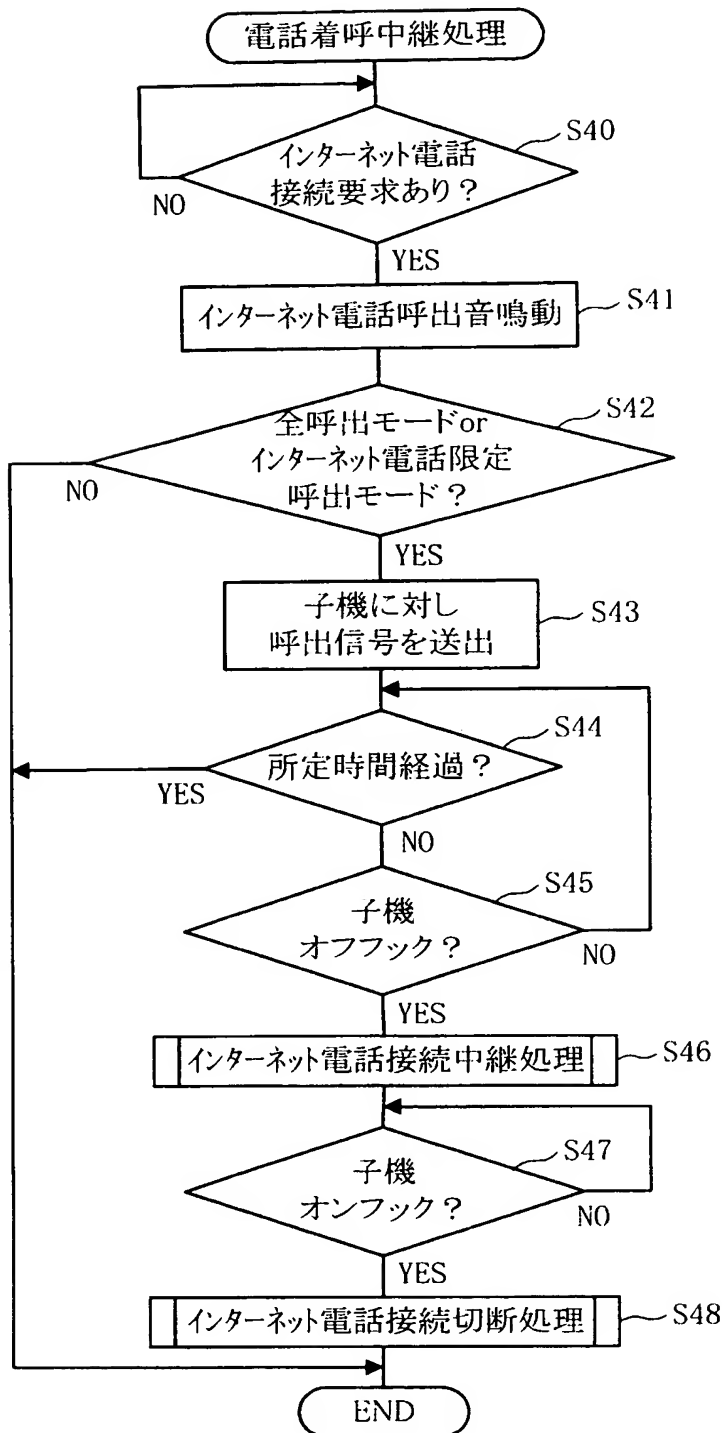 電話着呼中継処理
S40
インターネット電話
接続要求あり?
NO
YES
S41
インターネット電話呼出音鳴動
S42
全呼出モードor
インターネット電話限定
呼出モード?
NO
YES
子機に対し
呼出信号を送出
S43
S44
所定時間経過?
YES
NO
S45
子機
オフフック?
NO
YES
インターネット電話接続中継処理
S46
S47
子機
オンフック?
NO
YES
インターネット電話接続切断処理
S48
END